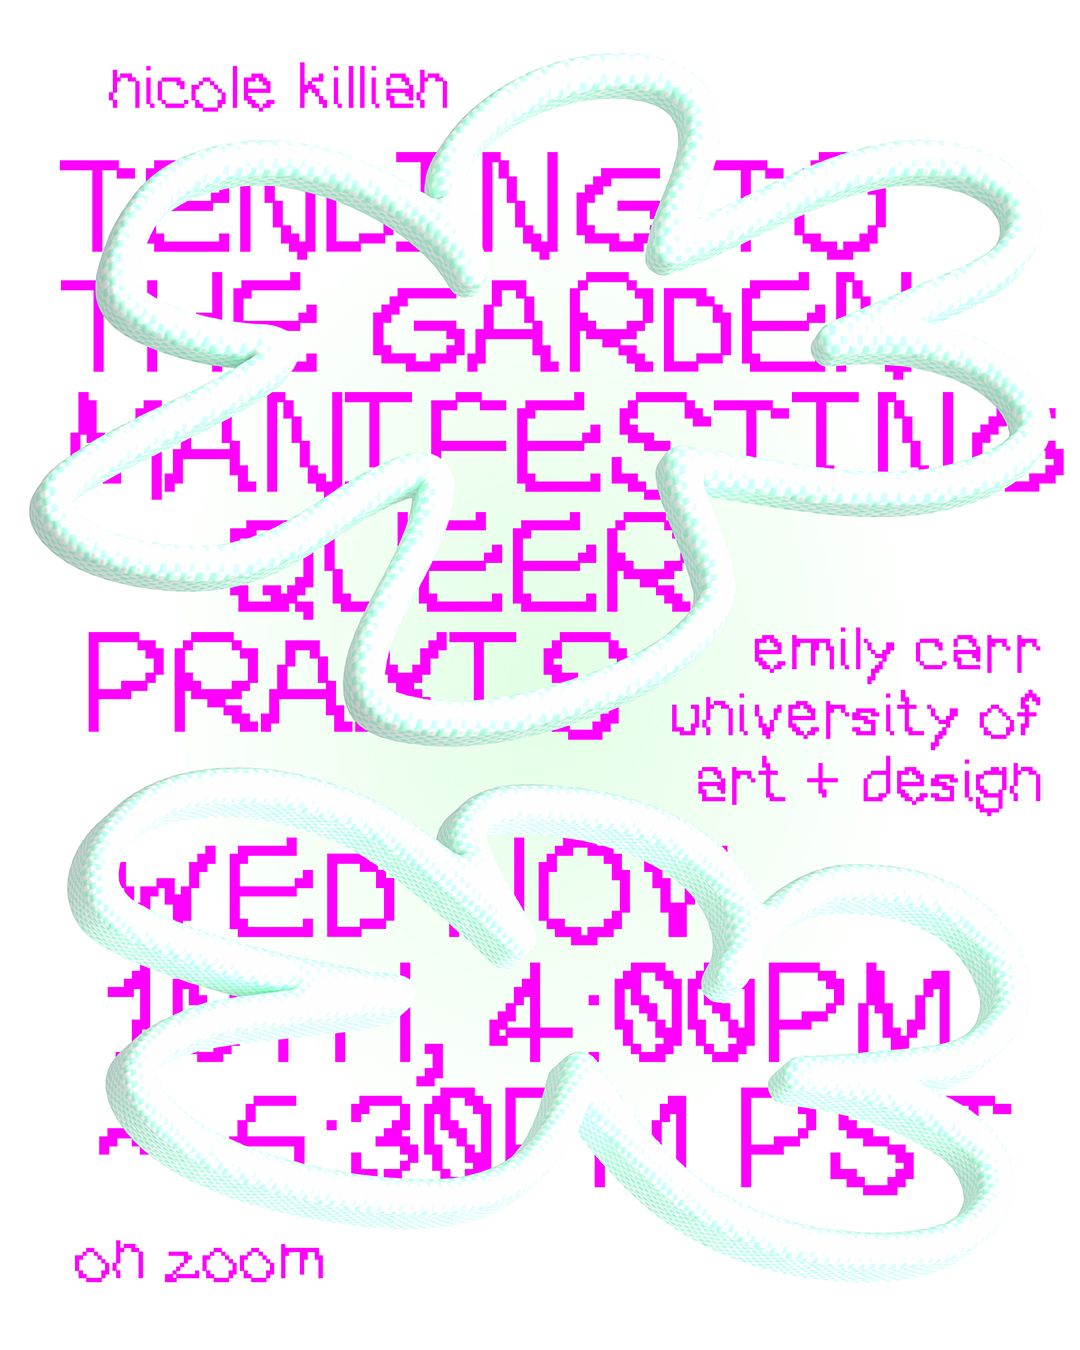 nicole killian
TENDING TO
THE GARDEN
MANIFESTING
QUEER
PRAXIS
emily carr
university of
art + design
WED NOV
4:00PM
~ 5:30PM PST
on zoom